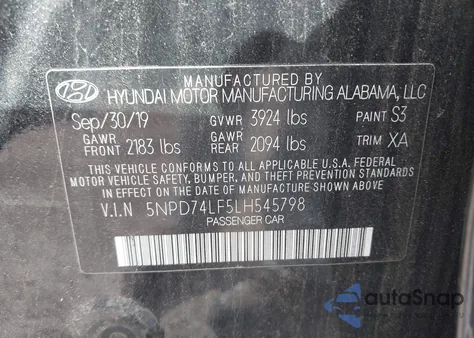 MANUFACTURED BY
HYUNDAI MOTOR MANUFACTURING ALABAMA, LLC
Sep/30/19 GVWR 3924 lbs PAINT S3
GAWR FRONT 2183 lbs GAWR REAR 2094 lbs TRIM XA
THIS VEHICLE CONFORMS TO ALL APPLICABLE U.S.A. FEDERAL
MOTOR VEHICLE SAFETY, BUMPER, AND THEFT PREVENTION
STANDARDS IN EFFECT ON THE DATE OF MANUFACTURE
SHOWN ABOVE.
V.I.N 5NPD74LF5LH545798
PASSENGER CAR
autoSnap